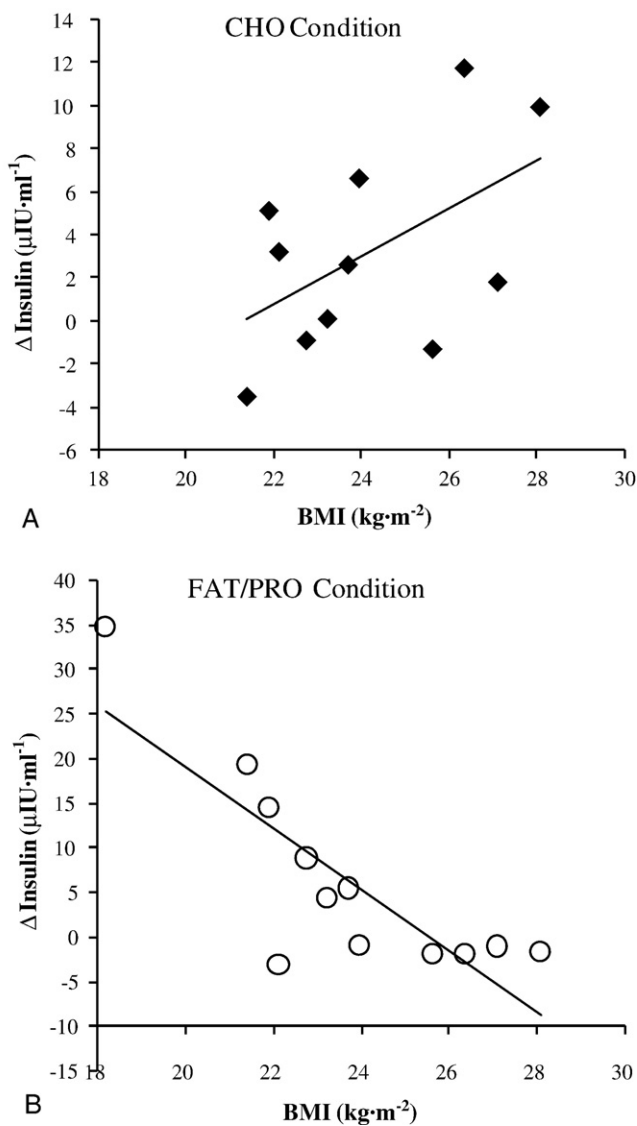 CHO Condition
14
12
10
8
6
4
2
0
-2
-4
-6
Δ Insulin (µIU·ml⁻¹)
18 20 22 24 26 28 30
BMI (kg·m⁻²)
A
FAT/PRO Condition
40
35
30
25
20
15
10
5
0
-5
-10
-15
Δ Insulin (µIU·ml⁻¹)
18 20 22 24 26 28 30
BMI (kg·m⁻²)
B